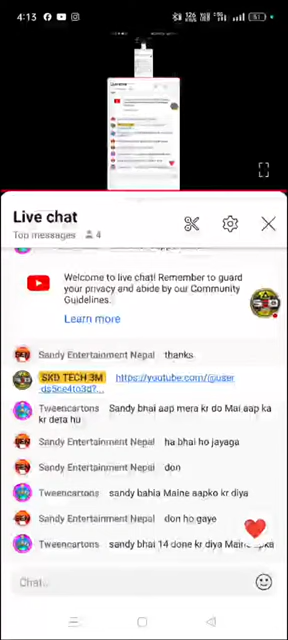 4:13
Live chat
Top messages 4
Welcome to live chat! Remember to guard
your privacy and abide by our Community
Guidelines.
Learn more
Sandy Entertainment Nepal thanks
SKD TECH 3M https://youtube.com/@user
Tweencartons Sandy bhai aap mera kr do Mai aap ka
kr deta hu
Sandy Entertainment Nepal ha bhai ho jayaga
Sandy Entertainment Nepal don
Tweencartons sandy bahia Maine aapko kr diya
Sandy Entertainment Nepal don ho gaye
Tweencartons sandy bhai 14 done kr diya Maine apka
Chat...